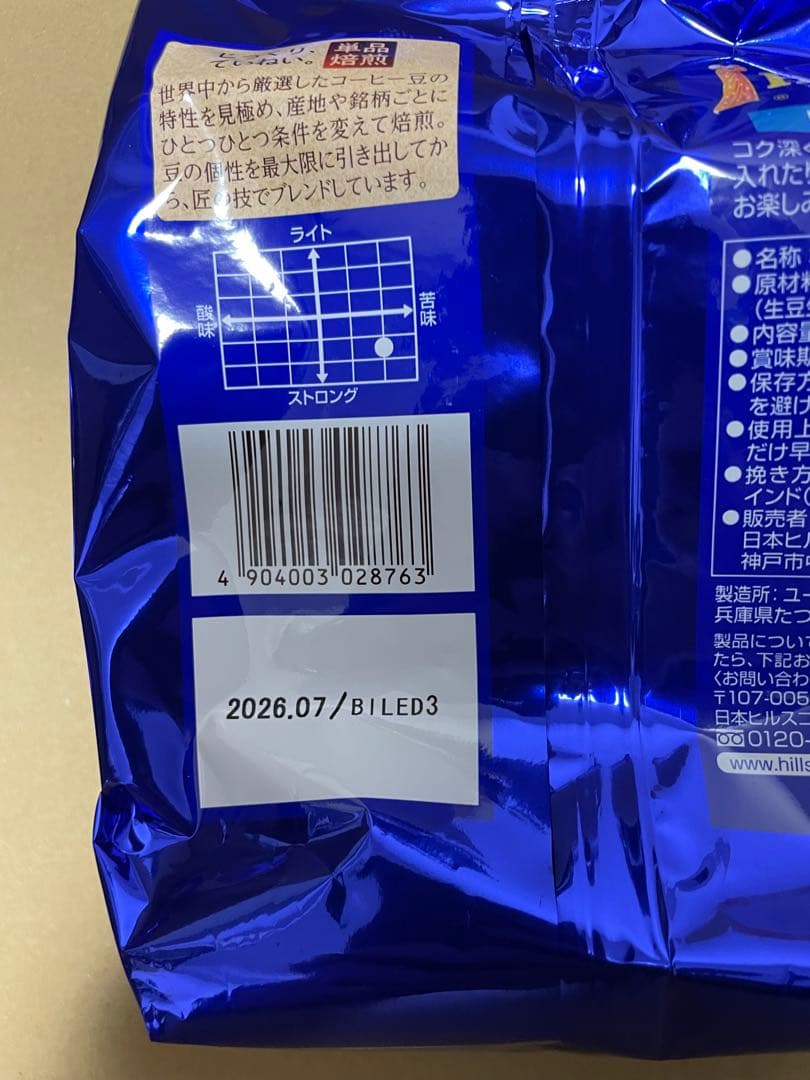 ていねい。
単品
焙煎
世界中から厳選したコーヒー豆の
特性を見極め、産地や銘柄ごとに
ひとつひとつ条件を変えて焙煎。
豆の個性を最大限に引き出してか
ら、匠の技でブレンドしています。
ライト
酸味
苦味
ストロング
4 904003 028763
2026.07/BILED3
コク深く
入れたり
お楽しみ
●名称
●原材料
(生豆生
●内容量
●賞味期
●保存方
を避け
●使用上
だけ早
●挽き方
インド(
●販売者
日本ヒル
神戸市中
製造所:ユー
兵庫県たつ
製品につい
たら、下記お
〈お問い合わ
〒107-005
日本ヒルスコ
0120-
www.hills